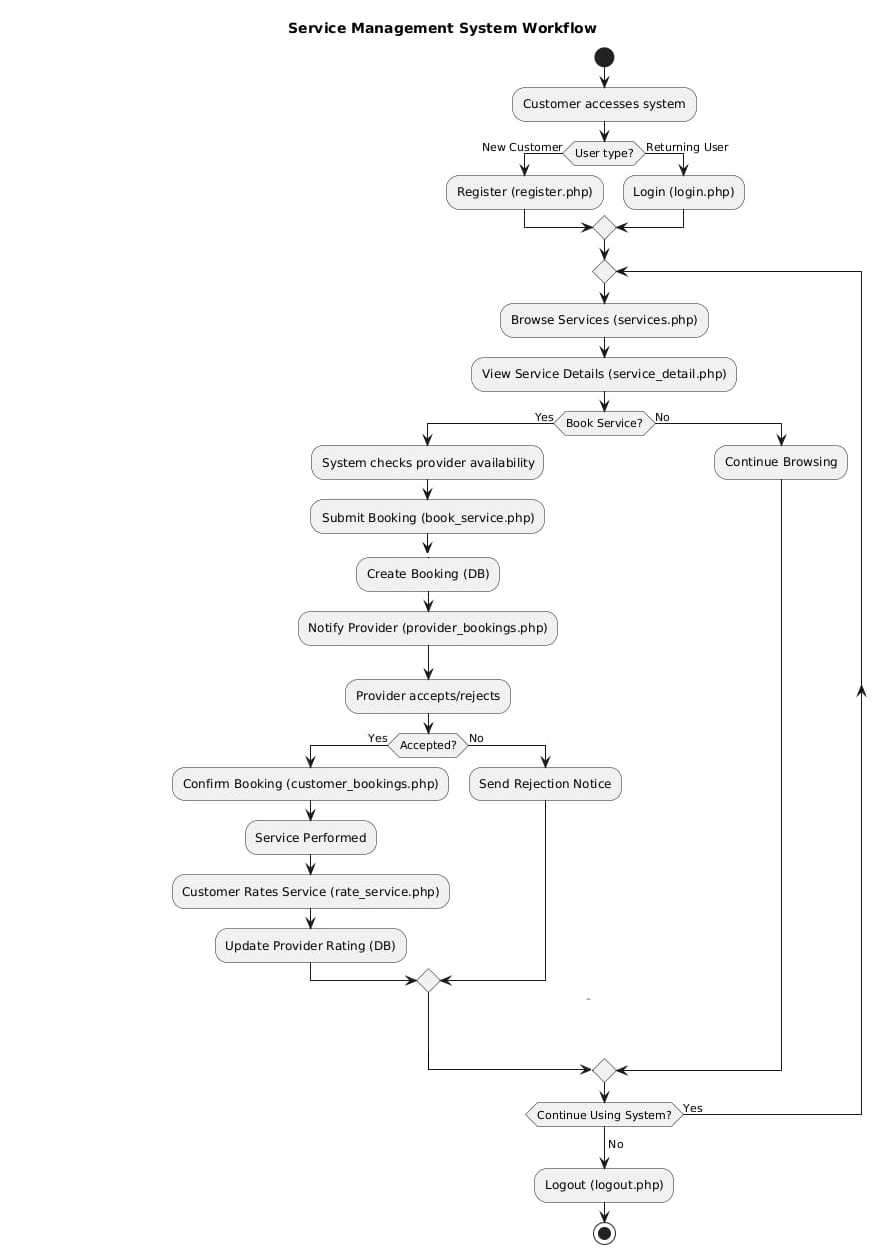 Service Management System Workflow
Customer accesses system
New Customer
User type?
Returning User
Register (register.php)
Login (login.php)
Browse Services (services.php)
View Service Details (service_detail.php)
Yes
Book Service?
No
System checks provider availability
Continue Browsing
Submit Booking (book_service.php)
Create Booking (DB)
Notify Provider (provider_bookings.php)
Provider accepts/rejects
Yes
Accepted?
No
Confirm Booking (customer_bookings.php)
Send Rejection Notice
Service Performed
Customer Rates Service (rate_service.php)
Update Provider Rating (DB)
Continue Using System?
Yes
No
Logout (logout.php)